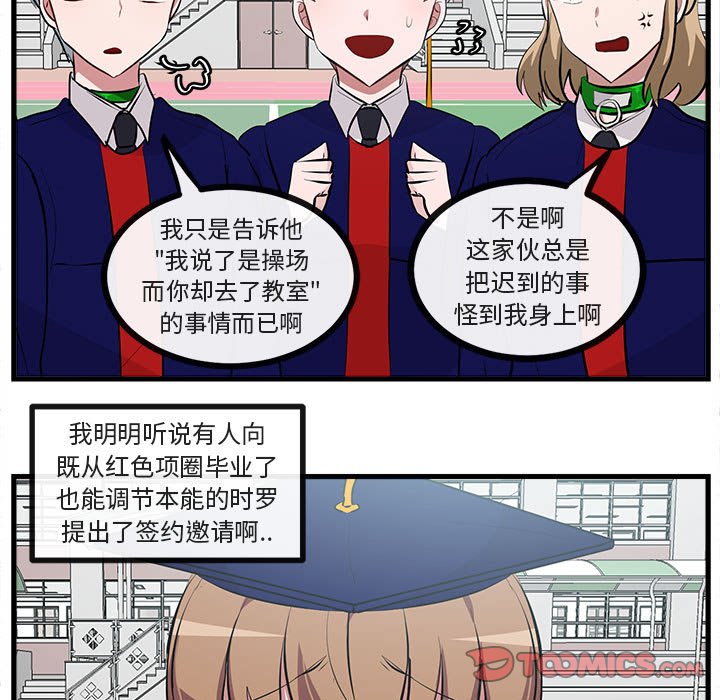 我只是告诉他
"我说了是操场
而你却去了教室"
的事情而已啊
不是啊
这家伙总是
把迟到的事
怪到我身上啊
我明明听说有人向
既从红色项圈毕业了
也能调节本能的时罗
提出了签约邀请啊..
TOOMICS.COM